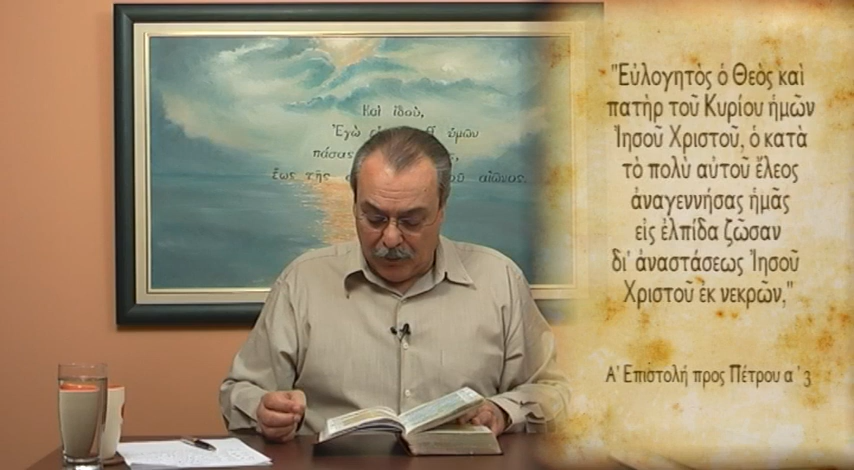 Καὶ ἰδοὺ,
Ἐγὼ ὑμῶν
πάσας
ἕως τῆς αἰῶνος.
"Εὐλογητὸς ὁ Θεὸς καὶ
πατὴρ τοῦ Κυρίου ἡμῶν
Ἰησοῦ Χριστοῦ, ὁ κατὰ
τὸ πολὺ αὐτοῦ ἔλεος
ἀναγεννήσας ἡμᾶς
εἰς ἐλπίδα ζῶσαν
δι' ἀναστάσεως Ἰησοῦ
Χριστοῦ ἐκ νεκρῶν,"
Α' Επιστολή προς Πέτρου α ' 3